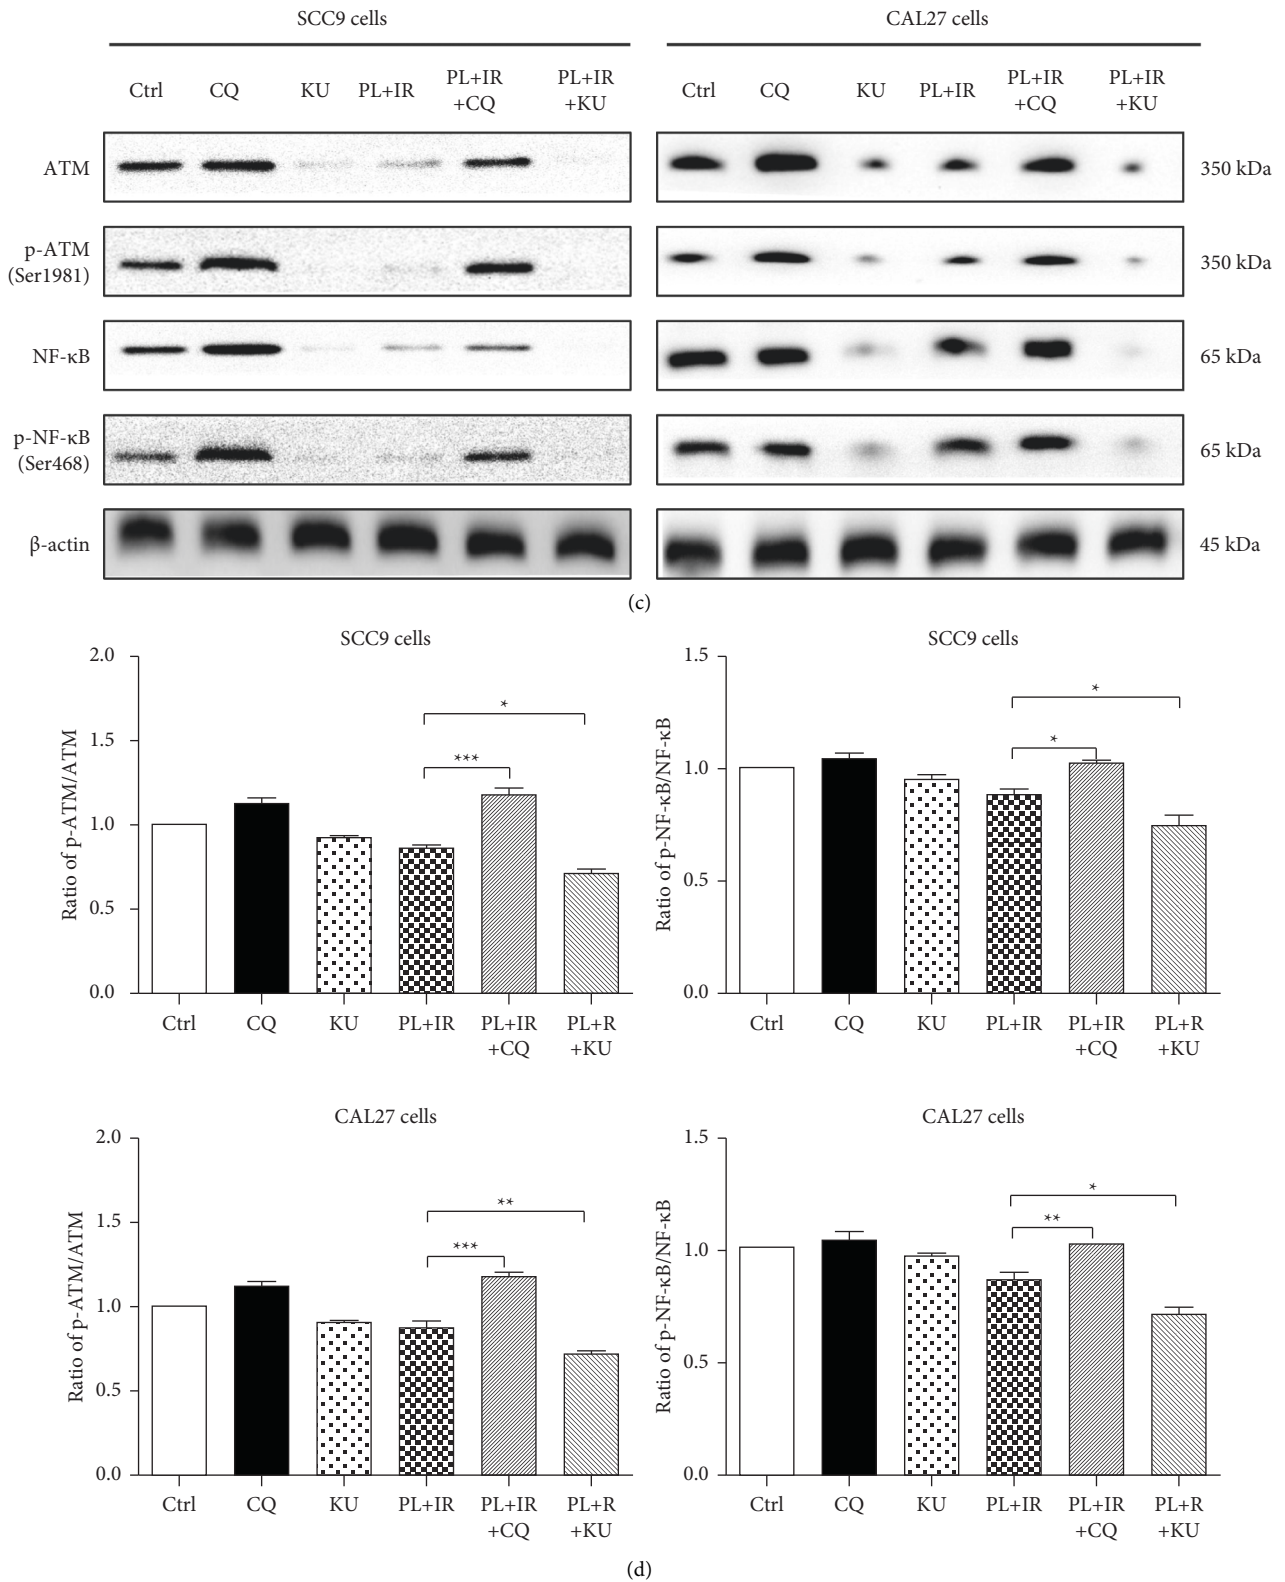 SCC9 cells
CAL27 cells
Ctrl CQ KU PL+IR PL+IR PL+IR
+CQ +KU
Ctrl CQ KU PL+IR PL+IR PL+IR
+CQ +KU
ATM
350 kDa
p-ATM
(Ser1981)
350 kDa
NF-κB
65 kDa
p-NF-κB
(Ser468)
65 kDa
β-actin
45 kDa
(c)
SCC9 cells
Ratio of p-ATM/ATM
2.0
1.5
1.0
0.5
0.0
*
***
Ctrl CQ KU PL+IR PL+IR PL+R
+CQ +KU
SCC9 cells
Ratio of p-NF-κB/NF-κB
1.5
1.0
0.5
0.0
*
*
Ctrl CQ KU PL+IR PL+IR PL+R
+CQ +KU
CAL27 cells
Ratio of p-ATM/ATM
2.0
1.5
1.0
0.5
0.0
**
***
Ctrl CQ KU PL+IR PL+IR PL+R
+CQ +KU
CAL27 cells
Ratio of p-NF-κB/NF-κB
1.5
1.0
0.5
0.0
*
**
Ctrl CQ KU PL+IR PL+IR PL+R
+CQ +KU
(d)